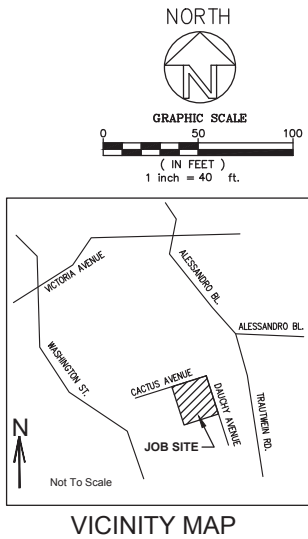 NORTH
N
GRAPHIC SCALE
0 50 100
( IN FEET )
1 inch = 40 ft.
VICTORIA AVENUE
ALESSANDRO BL.
ALESSANDRO BL.
WASHINGTON ST.
CACTUS AVENUE
DAUCHY AVENUE
TRAUTWEIN RD.
JOB SITE
N
Not To Scale
VICINITY MAP